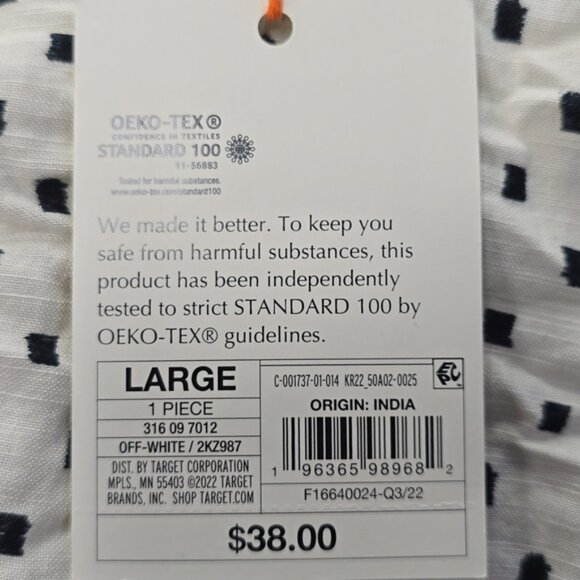 OEKO-TEX®
CONFIDENCE IN TEXTILES
STANDARD 100
11-56883
Tested for harmful substances.
www.oeko-tex.com/standard100
We made it better. To keep you
safe from harmful substances, this
product has been independently
tested to strict STANDARD 100 by
OEKO-TEX® guidelines.
LARGE
1 PIECE
316 09 7012
OFF-WHITE / 2KZ987
DIST. BY TARGET CORPORATION
MPLS., MN 55403 ©2022 TARGET
BRANDS, INC. SHOP TARGET.COM
C-001737-01-014 KR22_50A02-0025
EPC
ORIGIN: INDIA
1 96365 98968 2
F16640024-Q3/22
$38.00